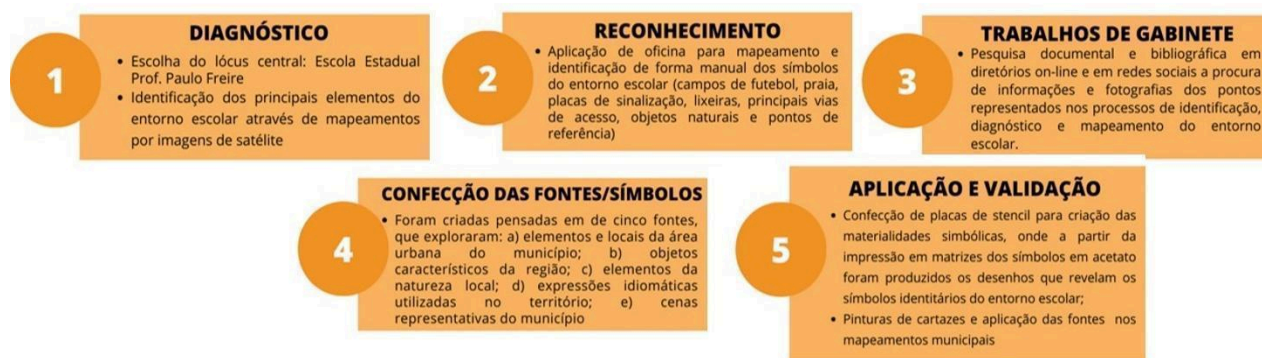 1
DIAGNÓSTICO
• Escolha do lócus central: Escola Estadual
Prof. Paulo Freire
• Identificação dos principais elementos do
entorno escolar através de mapeamentos
por imagens de satélite
2
RECONHECIMENTO
• Aplicação de oficina para mapeamento e
identificação de forma manual dos símbolos
do entorno escolar (campos de futebol, praia,
placas de sinalização, lixeiras, principais vias
de acesso, objetos naturais e pontos de
referência)
3
TRABALHOS DE GABINETE
• Pesquisa documental e bibliográfica em
diretórios on-line e em redes sociais a procura
de informações e fotografias dos pontos
representados nos processos de identificação,
diagnóstico e mapeamento do entorno
escolar.
4
CONFECÇÃO DAS FONTES/SÍMBOLOS
• Foram criadas pensadas em de cinco fontes,
que exploraram: a) elementos e locais da área
urbana do município; b) objetos
característicos da região; c) elementos da
natureza local; d) expressões idiomáticas
utilizadas no território; e) cenas
representativas do município
5
APLICAÇÃO E VALIDAÇÃO
• Confecção de placas de stencil para criação das
materialidades simbólicas, onde a partir da
impressão em matrizes dos símbolos em acetato
foram produzidos os desenhos que revelam os
símbolos identitários do entorno escolar;
• Pinturas de cartazes e aplicação das fontes nos
mapeamentos municipais